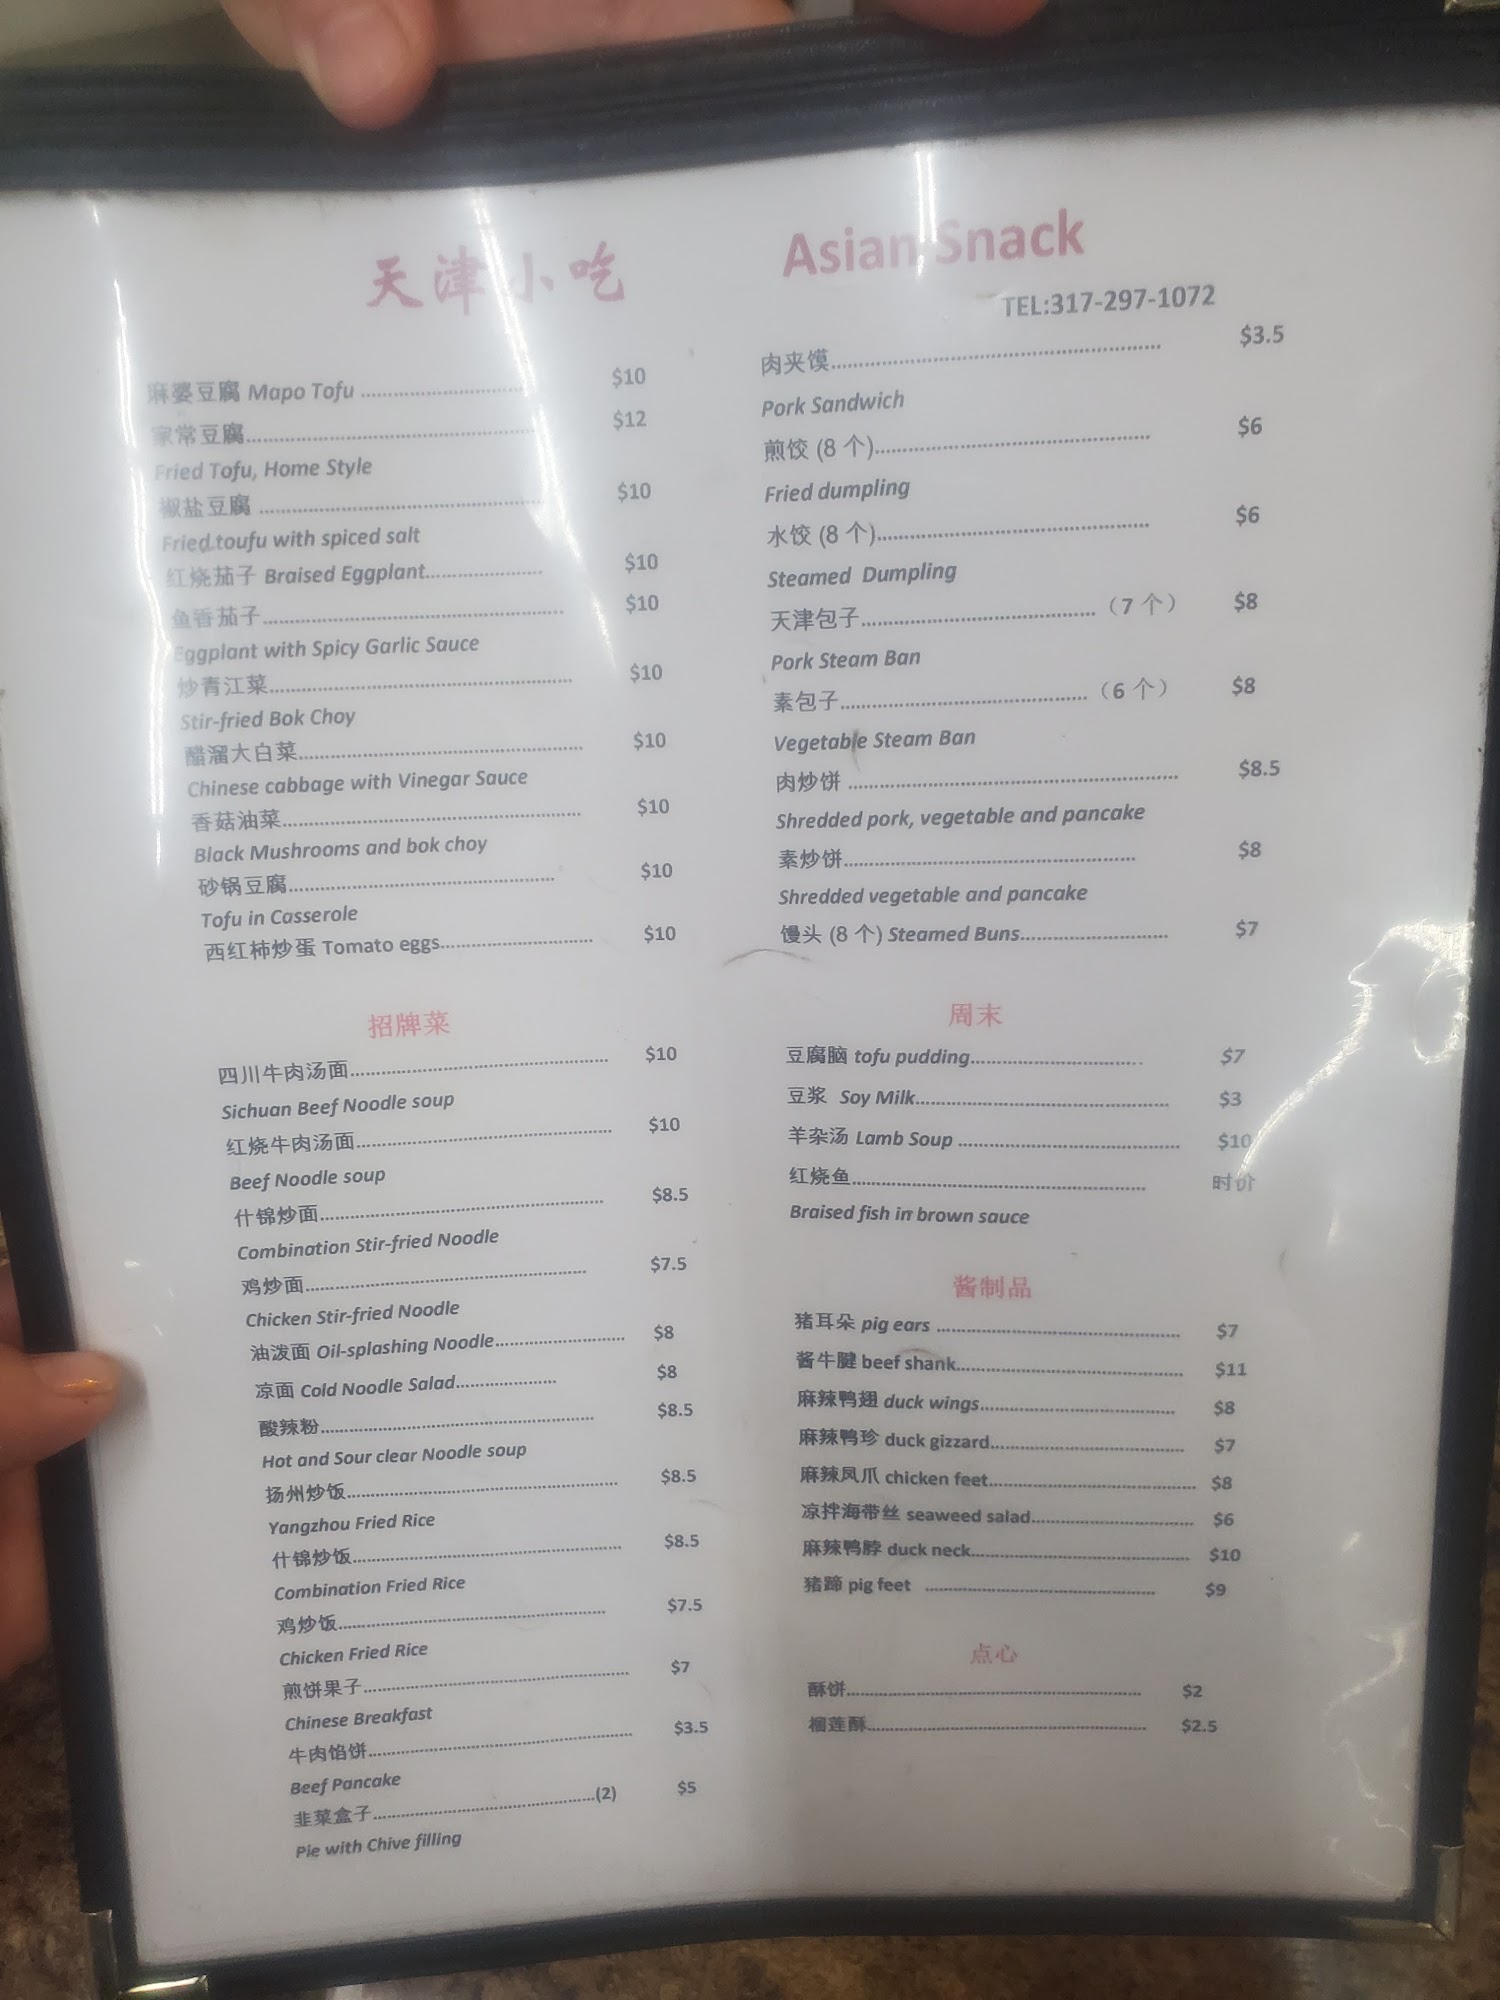 天津小吃
Asian Snack
TEL:317-297-1072
麻婆豆腐 Mapo Tofu ........................ $10
家常豆腐........................ $12
Fried Tofu, Home Style
椒盐豆腐 ........................ $10
Fried toufu with spiced salt
红烧茄子 Braised Eggplant........................ $10
鱼香茄子........................ $10
Eggplant with Spicy Garlic Sauce
炒青江菜........................ $10
Stir-fried Bok Choy
醋溜大白菜........................ $10
Chinese cabbage with Vinegar Sauce
香菇油菜........................ $10
Black Mushrooms and bok choy
砂锅豆腐........................ $10
Tofu in Casserole
西红柿炒蛋 Tomato eggs........................ $10
招牌菜
四川牛肉汤面........................ $10
Sichuan Beef Noodle soup
红烧牛肉汤面........................ $10
Beef Noodle soup
什锦炒面........................ $8.5
Combination Stir-fried Noodle
鸡炒面........................ $7.5
Chicken Stir-fried Noodle
油泼面 Oil-splashing Noodle........................ $8
凉面 Cold Noodle Salad........................ $8
酸辣粉........................ $8.5
Hot and Sour clear Noodle soup
扬州炒饭........................ $8.5
Yangzhou Fried Rice
什锦炒饭........................ $8.5
Combination Fried Rice
鸡炒饭........................ $7.5
Chicken Fried Rice
煎饼果子........................ $7
Chinese Breakfast
牛肉馅饼........................ $3.5
Beef Pancake
韭菜盒子........................(2) $5
Pie with Chive filling
肉夹馍........................ $3.5
Pork Sandwich
煎饺 (8 个)........................ $6
Fried dumpling
水饺 (8 个)........................ $6
Steamed Dumpling
天津包子........................（7 个） $8
Pork Steam Ban
素包子........................（6 个） $8
Vegetable Steam Ban
肉炒饼 ........................ $8.5
Shredded pork, vegetable and pancake
素炒饼........................ $8
Shredded vegetable and pancake
馒头 (8 个) Steamed Buns........................ $7
周末
豆腐脑 tofu pudding........................ $7
豆浆 Soy Milk........................ $3
羊杂汤 Lamb Soup ........................ $10
红烧鱼........................ 时价
Braised fish in brown sauce
酱制品
猪耳朵 pig ears ........................ $7
酱牛腱 beef shank........................ $11
麻辣鸭翅 duck wings........................ $8
麻辣鸭珍 duck gizzard........................ $7
麻辣凤爪 chicken feet........................ $8
凉拌海带丝 seaweed salad........................ $6
麻辣鸭脖 duck neck........................ $10
猪蹄 pig feet ........................ $9
点心
酥饼........................ $2
榴莲酥........................ $2.5